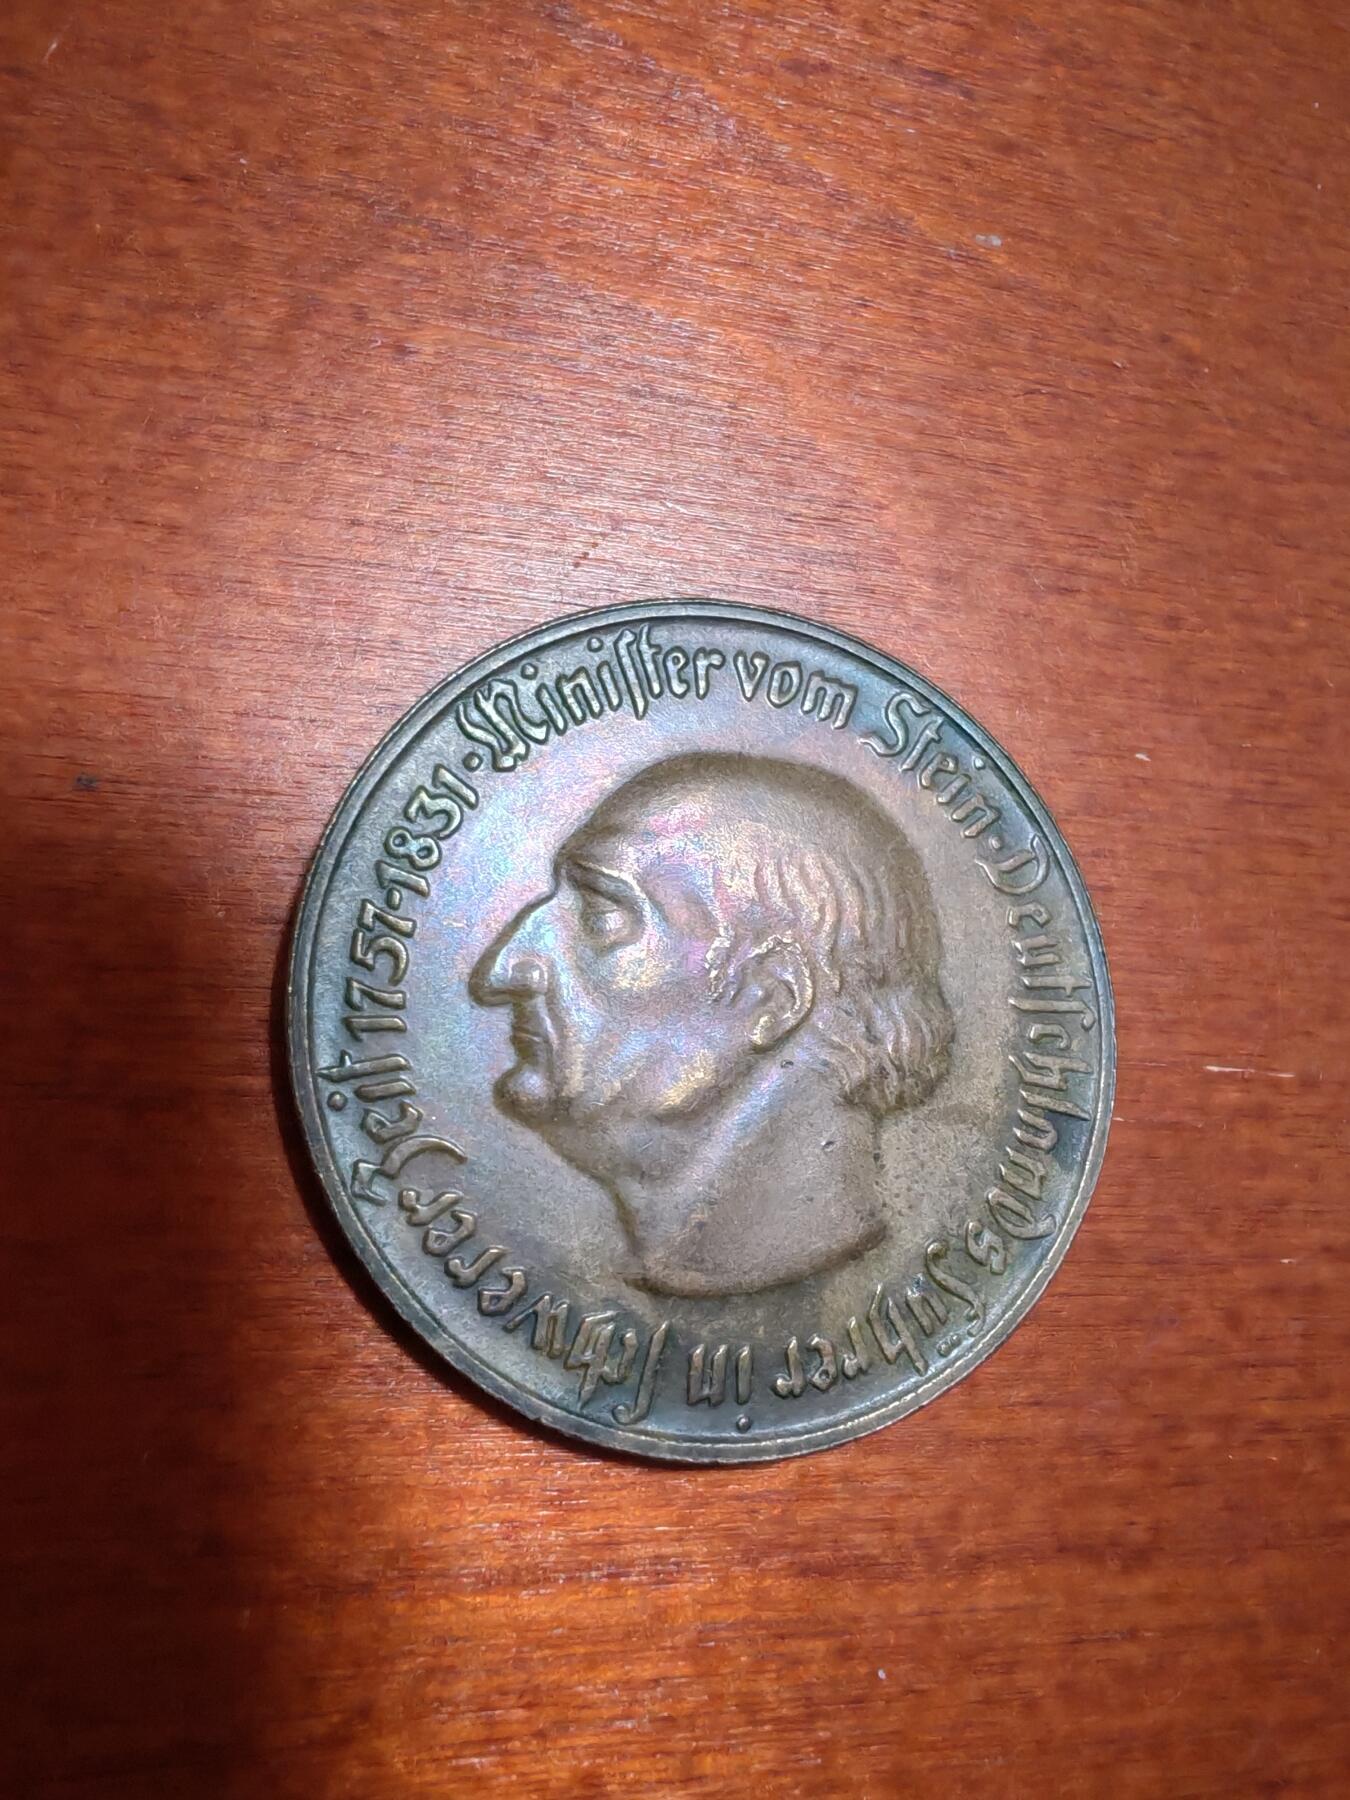 Minister vom Stein · Deutschlands Führer in schwerer Zeit 1757-1831 ·